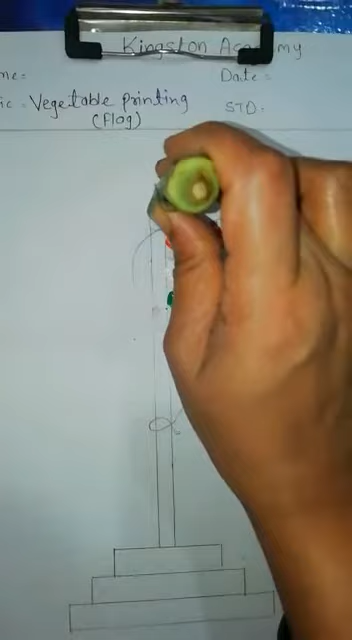 Kingston Academy
me:
Date:
ic: Vegetable printing
STD.
(Flag)